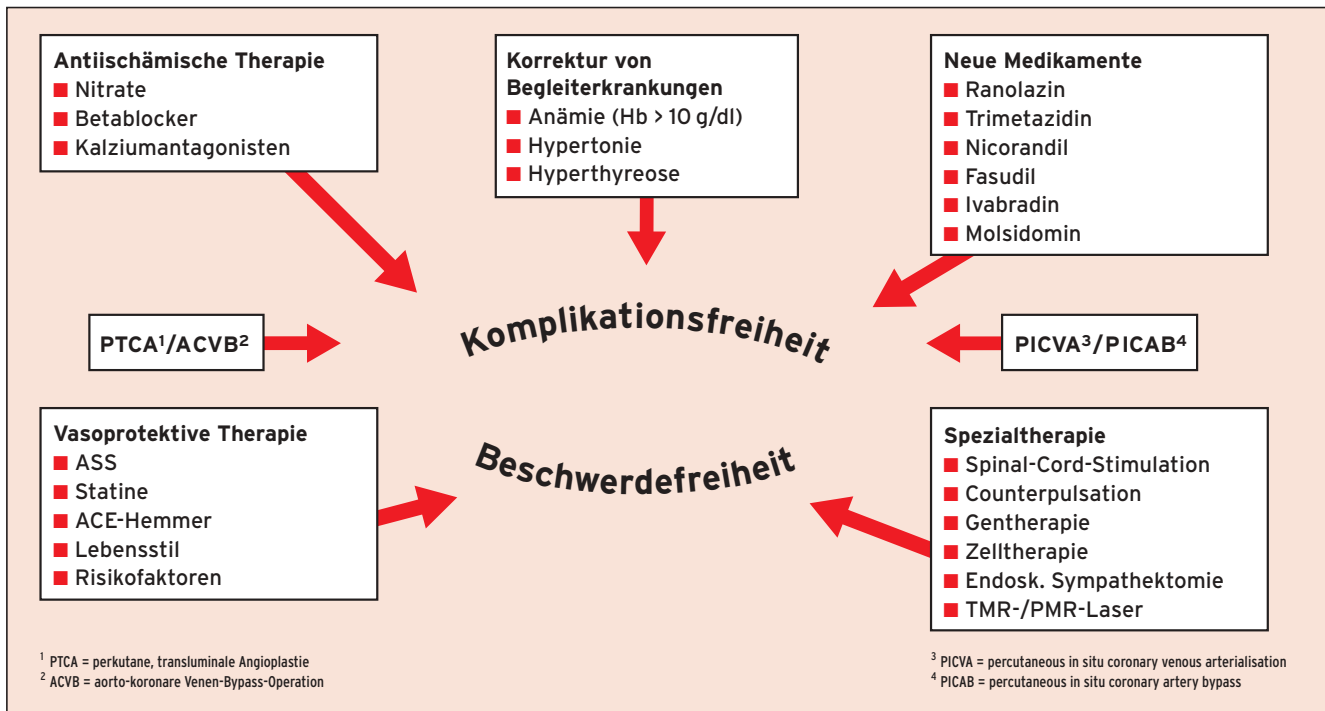 Antiischämische Therapie
■ Nitrate
■ Betablocker
■ Kalziumantagonisten
Korrektur von
Begleiterkrankungen
■ Anämie (Hb > 10 g/dl)
■ Hypertonie
■ Hyperthyreose
Neue Medikamente
■ Ranolazin
■ Trimetazidin
■ Nicorandil
■ Fasudil
■ Ivabradin
■ Molsidomin
PTCA¹/ACVB²
Komplikationsfreiheit
PICVA³/PICAB⁴
Vasoprotektive Therapie
■ ASS
■ Statine
■ ACE-Hemmer
■ Lebensstil
■ Risikofaktoren
Beschwerdefreiheit
Spezialtherapie
■ Spinal-Cord-Stimulation
■ Counterpulsation
■ Gentherapie
■ Zelltherapie
■ Endosk. Sympathektomie
■ TMR-/PMR-Laser
¹ PTCA = perkutane, transluminale Angioplastie
² ACVB = aorto-koronare Venen-Bypass-Operation
³ PICVA = percutaneous in situ coronary venous arterialisation
⁴ PICAB = percutaneous in situ coronary artery bypass